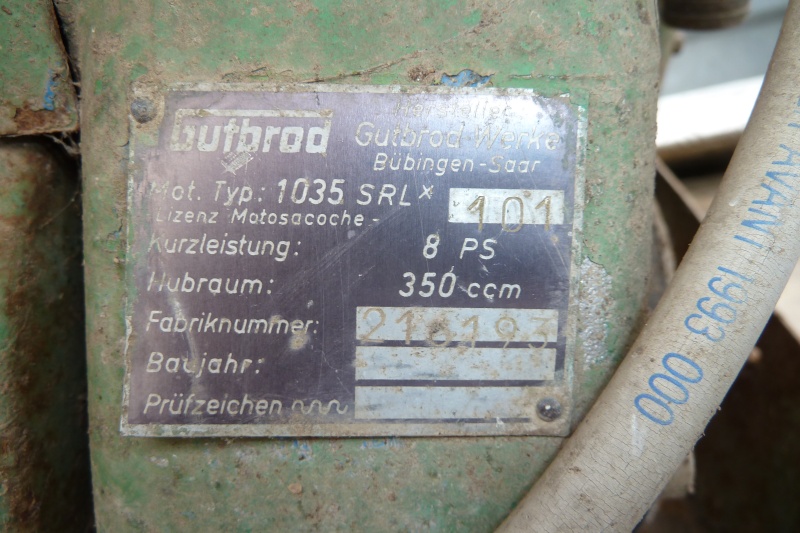 Gutbrod
Hersteller
Gutbrod-Werke
Bübingen-Saar
Mot. Typ: 1035 SRL x 101
Lizenz Motosacoche-
Kurzleistung: 8 PS
Hubraum: 350 ccm
Fabriknummer: 216193
Baujahr:
Prüfzeichen
AVANT 1993 000